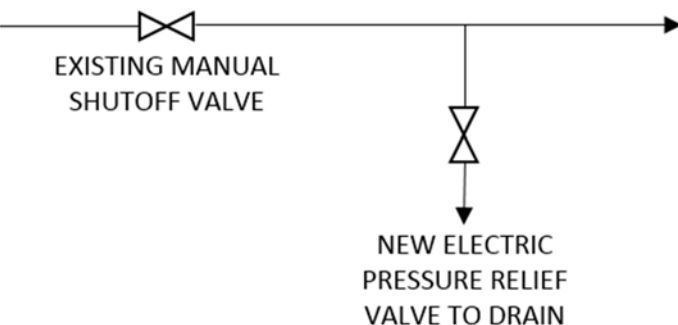 EXISTING MANUAL
SHUTOFF VALVE
NEW ELECTRIC
PRESSURE RELIEF
VALVE TO DRAIN